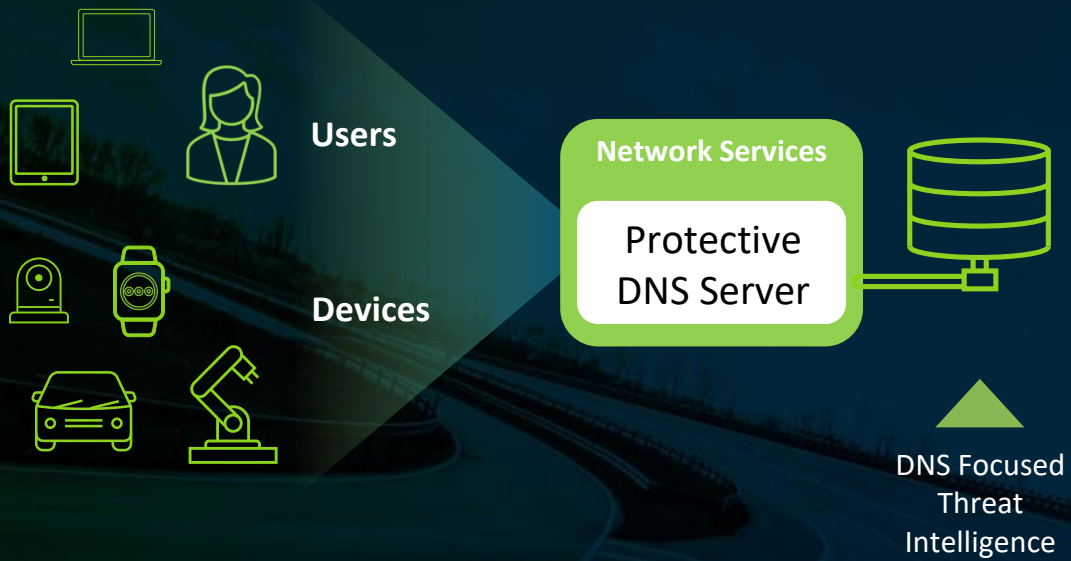 Users
Devices
Network Services
Protective
DNS Server
DNS Focused
Threat
Intelligence